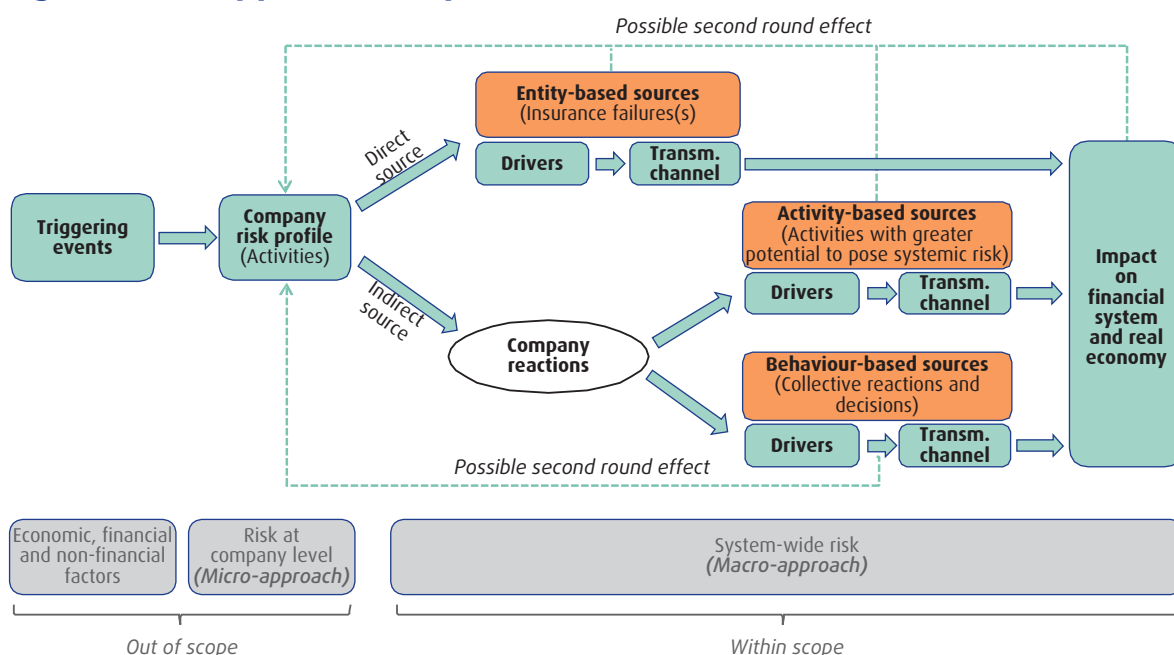 Possible second round effect
Entity-based sources
(Insurance failures(s)
Direct
source
Drivers
Transm.
channel
Triggering
events
Company
risk profile
(Activities)
Activity-based sources
(Activities with greater
potential to pose systemic risk)
Drivers
Transm.
channel
Impact
on
financial
system
and real
economy
Indirect
source
Company
reactions
Behaviour-based sources
(Collective reactions and
decisions)
Drivers
Transm.
channel
Possible second round effect
Economic, financial
and non-financial
factors
Risk at
company level
(Micro-approach)
System-wide risk
(Macro-approach)
Out of scope
Within scope